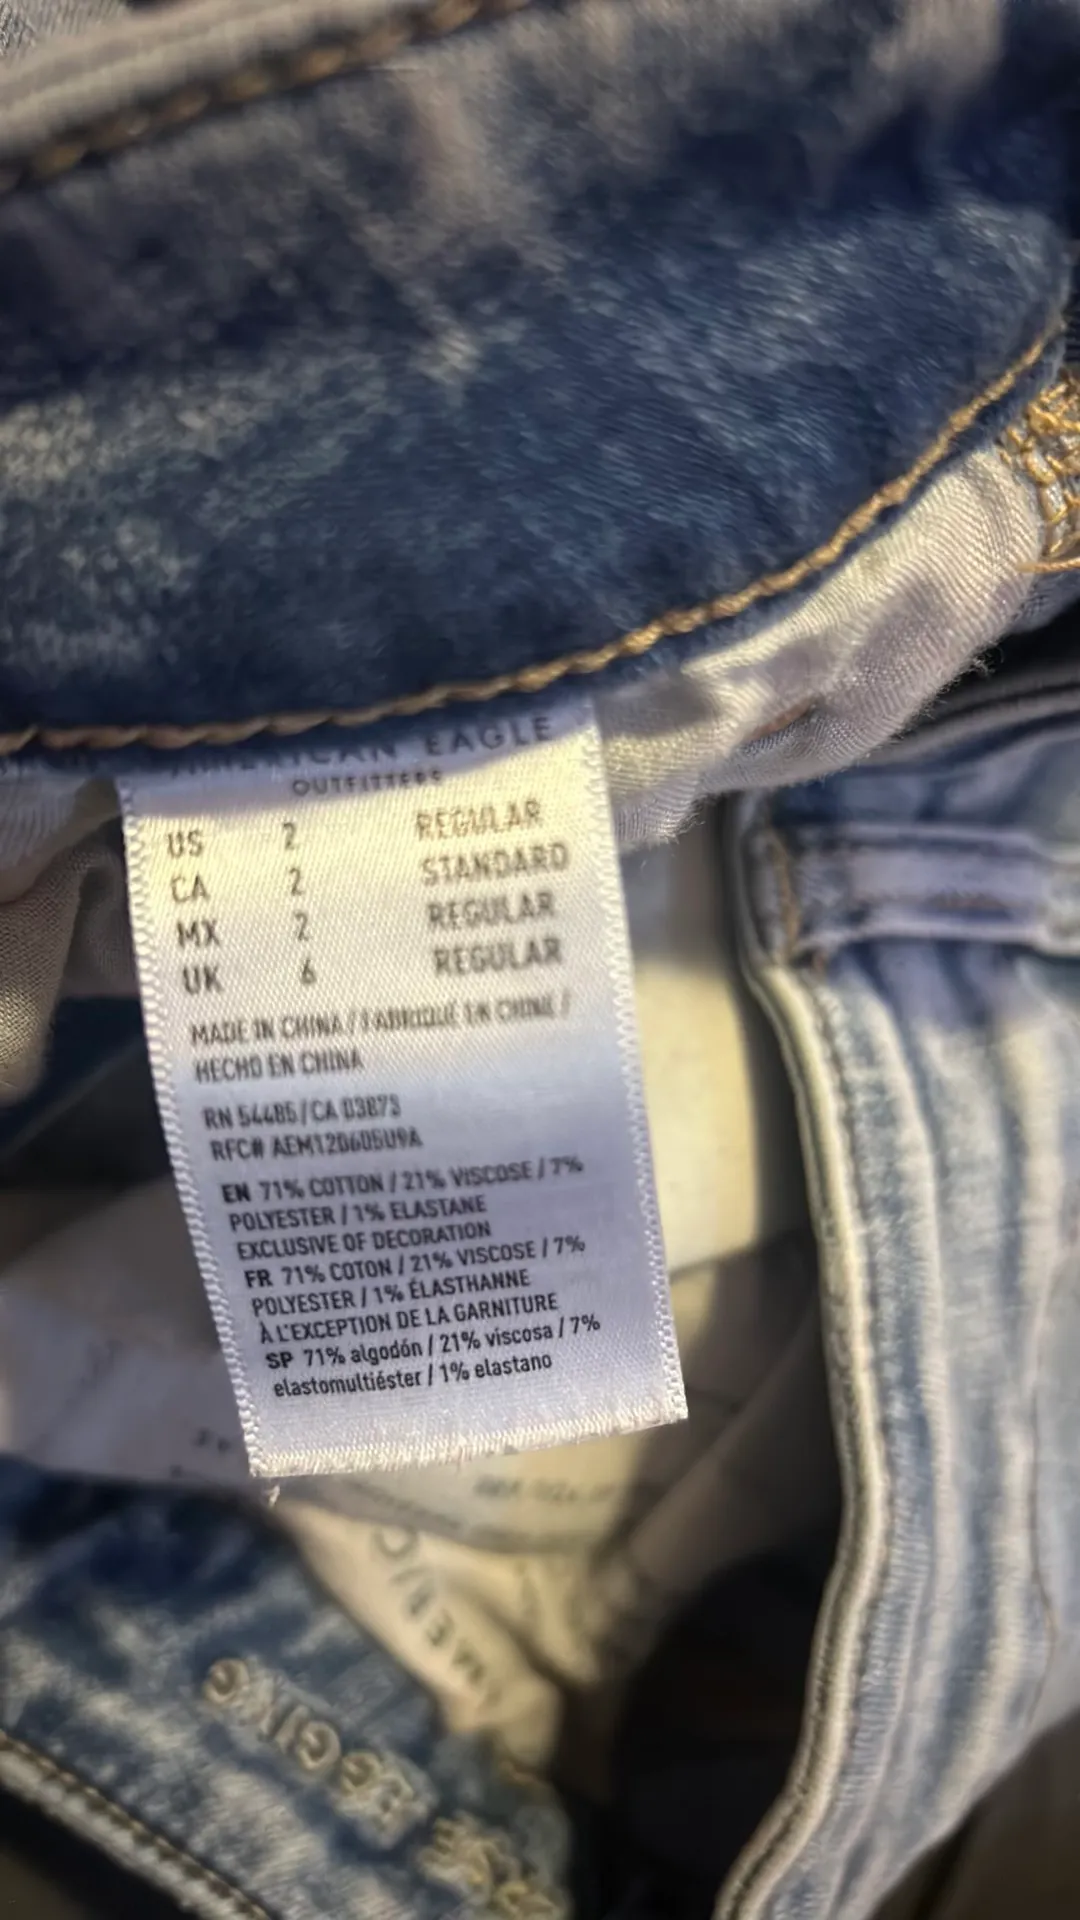 AMERICAN EAGLE
OUTFITTERS
US 2 REGULAR
CA 2 STANDARD
MX 2 REGULAR
UK 6 REGULAR
MADE IN CHINA / FABRIQUÉ EN CHINE /
HECHO EN CHINA
RN 54485/CA 03873
RFC# AEM120605U9A
EN 71% COTTON / 21% VISCOSE / 7%
POLYESTER / 1% ELASTANE
EXCLUSIVE OF DECORATION
FR 71% COTON / 21% VISCOSE / 7%
POLYESTER / 1% ÉLASTHANNE
À L'EXCEPTION DE LA GARNITURE
SP 71% algodón / 21% viscosa / 7%
elastomultiéster / 1% elastano